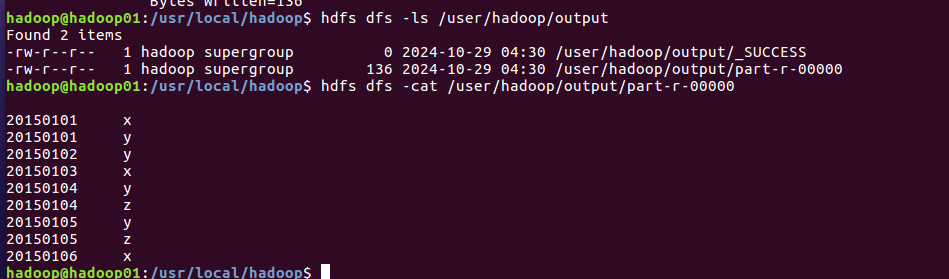 Bytes Written=136
hadoop@hadoop01:/usr/local/hadoop$ hdfs dfs -ls /user/hadoop/output
Found 2 items
-rw-r--r--   1 hadoop supergroup          0 2024-10-29 04:30 /user/hadoop/output/_SUCCESS
-rw-r--r--   1 hadoop supergroup        136 2024-10-29 04:30 /user/hadoop/output/part-r-00000
hadoop@hadoop01:/usr/local/hadoop$ hdfs dfs -cat /user/hadoop/output/part-r-00000
20150101     x
20150101     y
20150102     y
20150103     x
20150104     y
20150104     z
20150105     y
20150105     z
20150106     x
hadoop@hadoop01:/usr/local/hadoop$